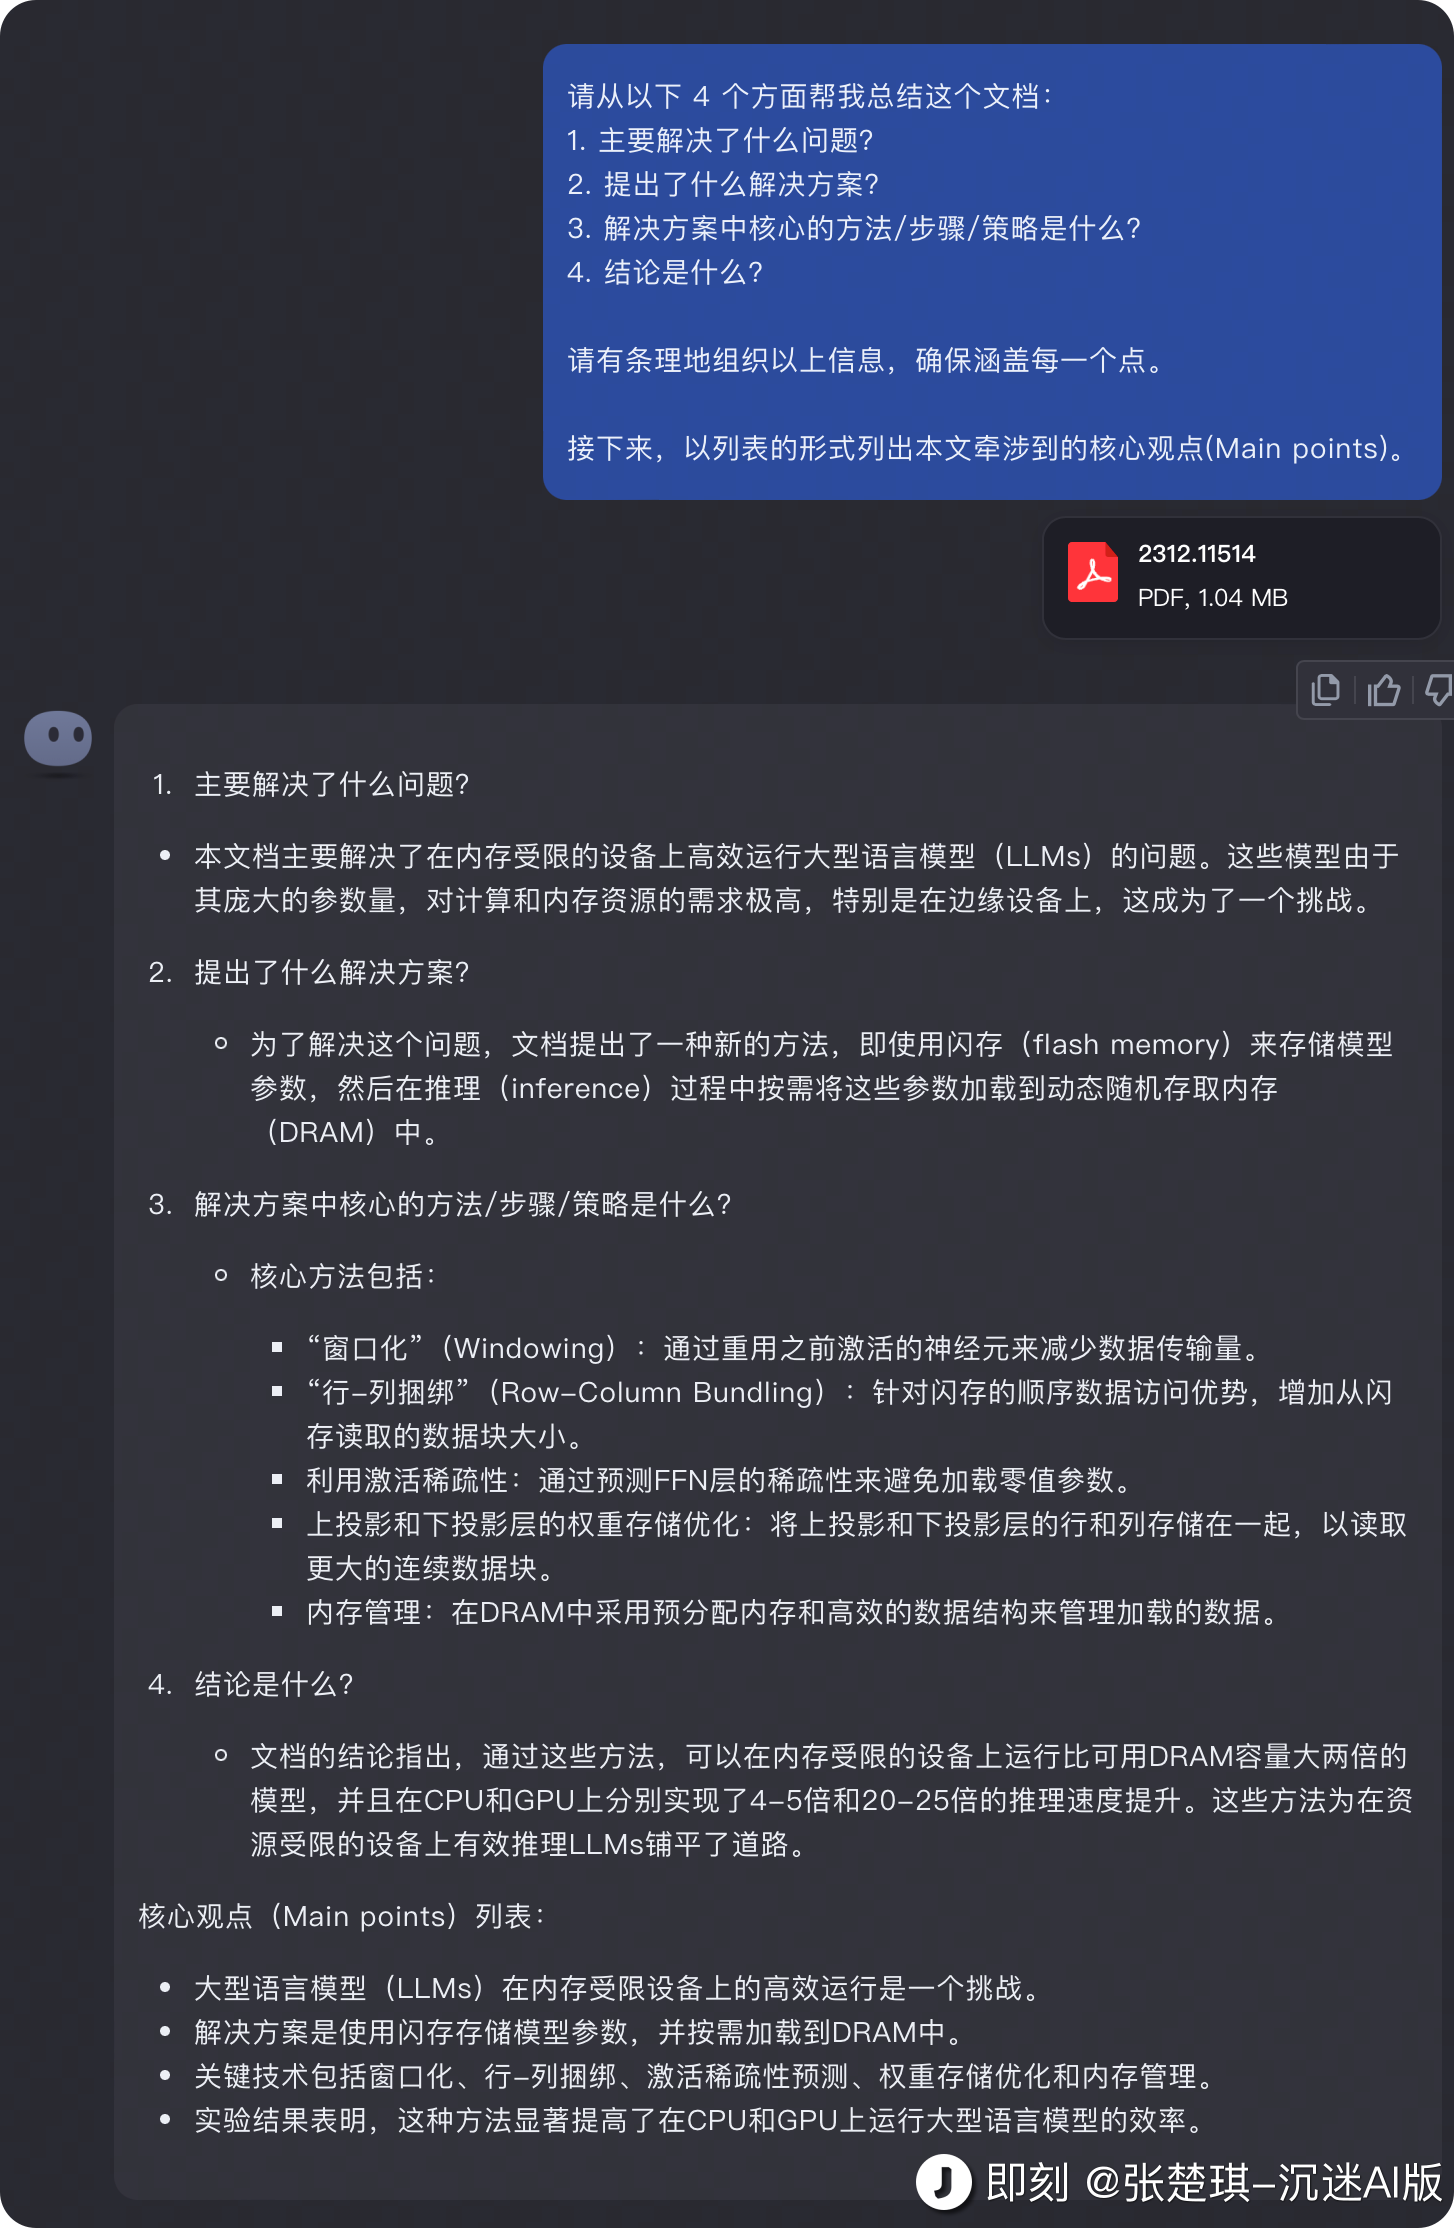 请从以下 4 个方面帮我总结这个文档：
1. 主要解决了什么问题？
2. 提出了什么解决方案？
3. 解决方案中核心的方法/步骤/策略是什么？
4. 结论是什么？
请有条理地组织以上信息，确保涵盖每一个点。
接下来，以列表的形式列出本文牵涉到的核心观点(Main points)。
2312.11514
PDF, 1.04 MB
1. 主要解决了什么问题？
• 本文档主要解决了在内存受限的设备上高效运行大型语言模型（LLMs）的问题。这些模型由于
其庞大的参数量，对计算和内存资源的需求极高，特别是在边缘设备上，这成为了一个挑战。
2. 提出了什么解决方案？
◦ 为了解决这个问题，文档提出了一种新的方法，即使用闪存（flash memory）来存储模型
参数，然后在推理（inference）过程中按需将这些参数加载到动态随机存取内存
（DRAM）中。
3. 解决方案中核心的方法/步骤/策略是什么？
◦ 核心方法包括：
▪ “窗口化”（Windowing）：通过重用之前激活的神经元来减少数据传输量。
▪ “行-列捆绑”（Row-Column Bundling）：针对闪存的顺序数据访问优势，增加从闪
存读取的数据块大小。
▪ 利用激活稀疏性：通过预测FFN层的稀疏性来避免加载零值参数。
▪ 上投影和下投影层的权重存储优化：将上投影和下投影层的行和列存储在一起，以读取
更大的连续数据块。
▪ 内存管理：在DRAM中采用预分配内存和高效的数据结构来管理加载的数据。
4. 结论是什么？
◦ 文档的结论指出，通过这些方法，可以在内存受限的设备上运行比可用DRAM容量大两倍的
模型，并且在CPU和GPU上分别实现了4-5倍和20-25倍的推理速度提升。这些方法为在资
源受限的设备上有效推理LLMs铺平了道路。
核心观点（Main points）列表：
• 大型语言模型（LLMs）在内存受限设备上的高效运行是一个挑战。
• 解决方案是使用闪存存储模型参数，并按需加载到DRAM中。
• 关键技术包括窗口化、行-列捆绑、激活稀疏性预测、权重存储优化和内存管理。
• 实验结果表明，这种方法显著提高了在CPU和GPU上运行大型语言模型的效率。
J 即刻 @张楚琪-沉迷AI版